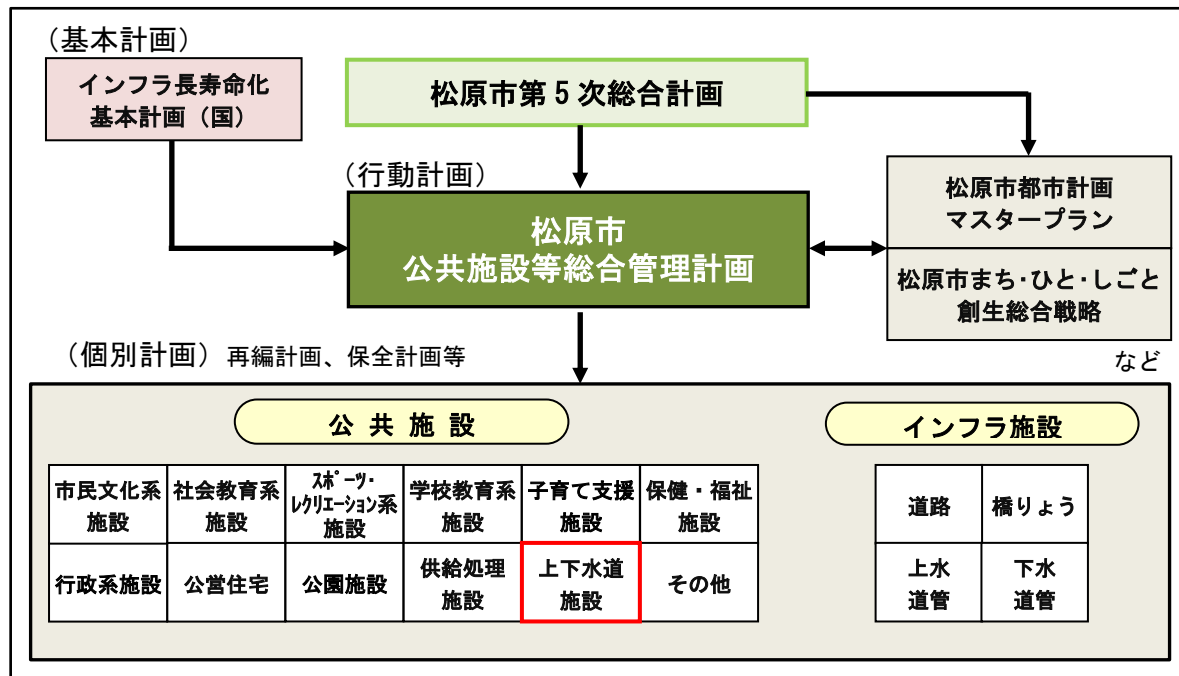 （基本計画）
インフラ長寿命化
基本計画（国）
松原市第５次総合計画
（行動計画）
松原市
公共施設等総合管理計画
松原市都市計画
マスタープラン
松原市まち・ひと・しごと
創生総合戦略
など
（個別計画）再編計画、保全計画等
公 共 施 設
市民文化系
施設
社会教育系
施設
ｽﾎﾟｰﾂ・
ﾚｸﾘｴｰｼｮﾝ系
施設
学校教育系
施設
子育て支援
施設
保健・福祉
施設
行政系施設
公営住宅
公園施設
供給処理
施設
上下水道
施設
その他
インフラ施設
道路
橋りょう
上水
道管
下水
道管